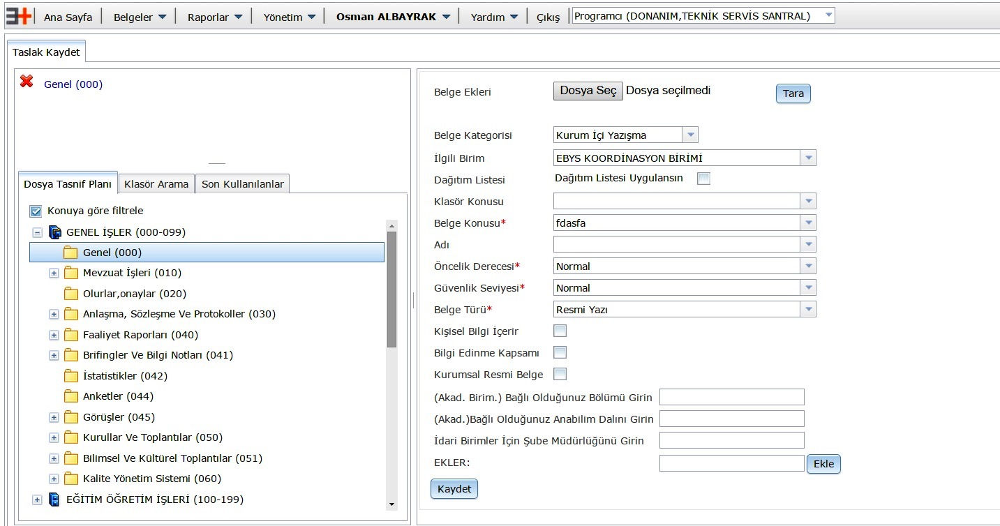 Ana Sayfa Belgeler Raporlar Yönetim Osman ALBAYRAK Yardım Çıkış Programcı (DONANIM,TEKNİK SERVİS SANTRAL)
Taslak Kaydet
Genel (000)
Dosya Tasnif Planı Klasör Arama Son Kullanılanlar
Konuya göre filtrele
GENEL İŞLER (000-099)
Genel (000)
Mevzuat İşleri (010)
Olurlar,onaylar (020)
Anlaşma, Sözleşme Ve Protokoller (030)
Faaliyet Raporları (040)
Brifingler Ve Bilgi Notları (041)
İstatistikler (042)
Anketler (044)
Görüşler (045)
Kurullar Ve Toplantılar (050)
Bilimsel Ve Kültürel Toplantılar (051)
Kalite Yönetim Sistemi (060)
EĞİTİM ÖĞRETİM İŞLERİ (100-199)
Belge Ekleri Dosya Seç Dosya seçilmedi Tara
Belge Kategorisi Kurum İçi Yazışma
İlgili Birim EBYS KOORDİNASYON BİRİMİ
Dağıtım Listesi Dağıtım Listesi Uygulansın
Klasör Konusu
Belge Konusu* fdasfa
Adı
Öncelik Derecesi* Normal
Güvenlik Seviyesi* Normal
Belge Türü* Resmi Yazı
Kişisel Bilgi İçerir
Bilgi Edinme Kapsamı
Kurumsal Resmi Belge
(Akad. Birim.) Bağlı Olduğunuz Bölümü Girin
(Akad.)Bağlı Olduğunuz Anabilim Dalını Girin
İdari Birimler İçin Şube Müdürlüğünü Girin
EKLER: Ekle
Kaydet